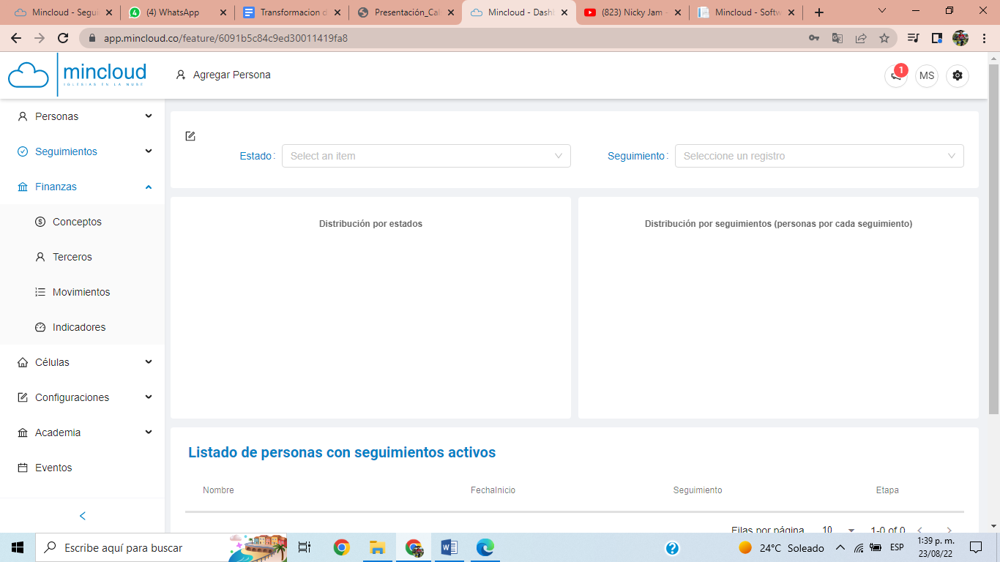 Mincloud - Segui
(4) WhatsApp
Transformacion d
Presentación_Cal
Mincloud - Dashb
(823) Nicky Jam -
Mincloud - Softw
app.mincloud.co/feature/6091b5c84c9ed30011419fa8
mincloud
IGLESIAS EN LA NUBE
Agregar Persona
1
MS
Personas
Seguimientos
Finanzas
Conceptos
Terceros
Movimientos
Indicadores
Células
Configuraciones
Academia
Eventos
Estado:
Select an item
Seguimiento:
Seleccione un registro
Distribución por estados
Distribución por seguimientos (personas por cada seguimiento)
Listado de personas con seguimientos activos
Nombre FechaInicio Seguimiento Etapa
Filas por página 10 1-0 of 0
Escribe aquí para buscar
24°C Soleado
ESP
1:39 p. m.
23/08/22